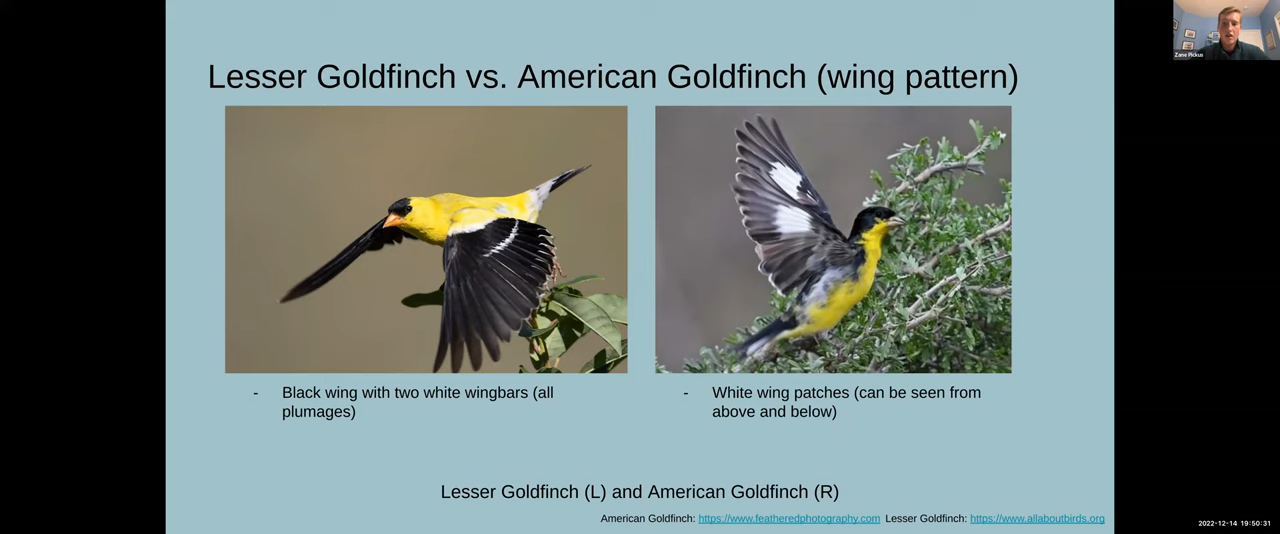 Lesser Goldfinch vs. American Goldfinch (wing pattern)
- Black wing with two white wingbars (all
plumages)
- White wing patches (can be seen from
above and below)
Lesser Goldfinch (L) and American Goldfinch (R)
American Goldfinch: https://www.featheredphotography.com Lesser Goldfinch: https://www.allaboutbirds.org
Zane Pickus
2022-12-14 19:50:31